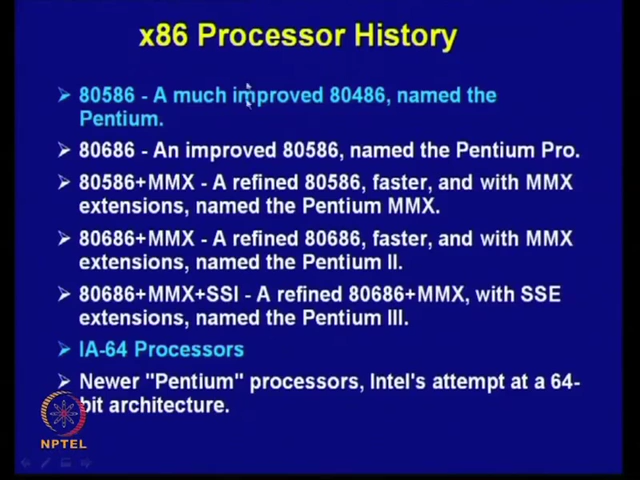 x86 Processor History
80586 - A much improved 80486, named the
Pentium.
80686 - An improved 80586, named the Pentium Pro.
80586+MMX - A refined 80586, faster, and with MMX
extensions, named the Pentium MMX.
80686+MMX - A refined 80686, faster, and with MMX
extensions, named the Pentium II.
80686+MMX+SSI - A refined 80686+MMX, with SSE
extensions, named the Pentium III.
IA-64 Processors
Newer "Pentium" processors, Intel's attempt at a 64-
bit architecture.
NPTEL